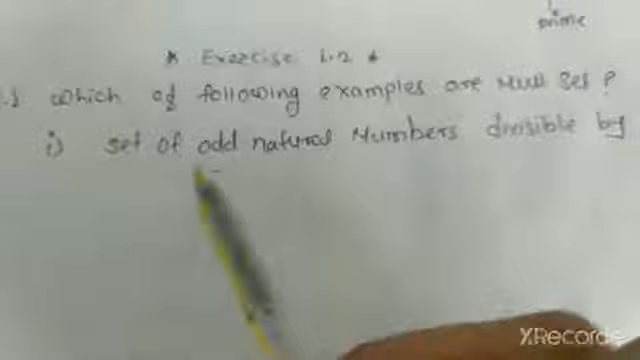 prime
* Exercise 1.2 *
which of following examples are Null Set ?
i) set of odd natural Numbers divisible by
XRecorder